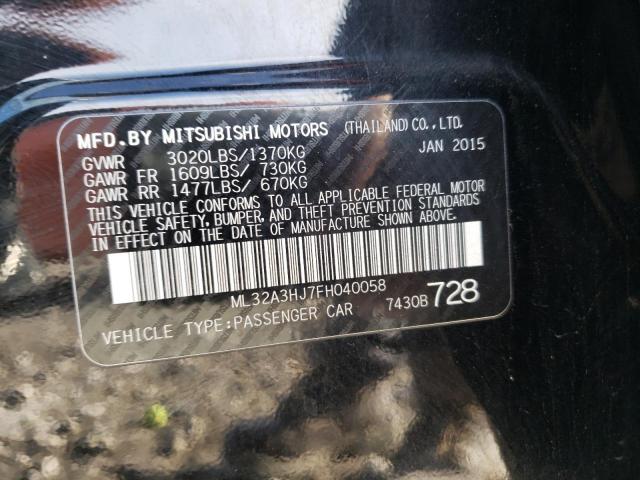 MFD.BY MITSUBISHI MOTORS (THAILAND) CO.,LTD.
GVWR 3020LBS/1370KG JAN 2015
GAWR FR 1609LBS/ 730KG
GAWR RR 1477LBS/ 670KG
THIS VEHICLE CONFORMS TO ALL APPLICABLE FEDERAL MOTOR
VEHICLE SAFETY, BUMPER, AND THEFT PREVENTION STANDARDS
IN EFFECT ON THE DATE OF MANUFACTURE SHOWN ABOVE.
ML32A3HJ7FH040058
VEHICLE TYPE:PASSENGER CAR 7430B 728